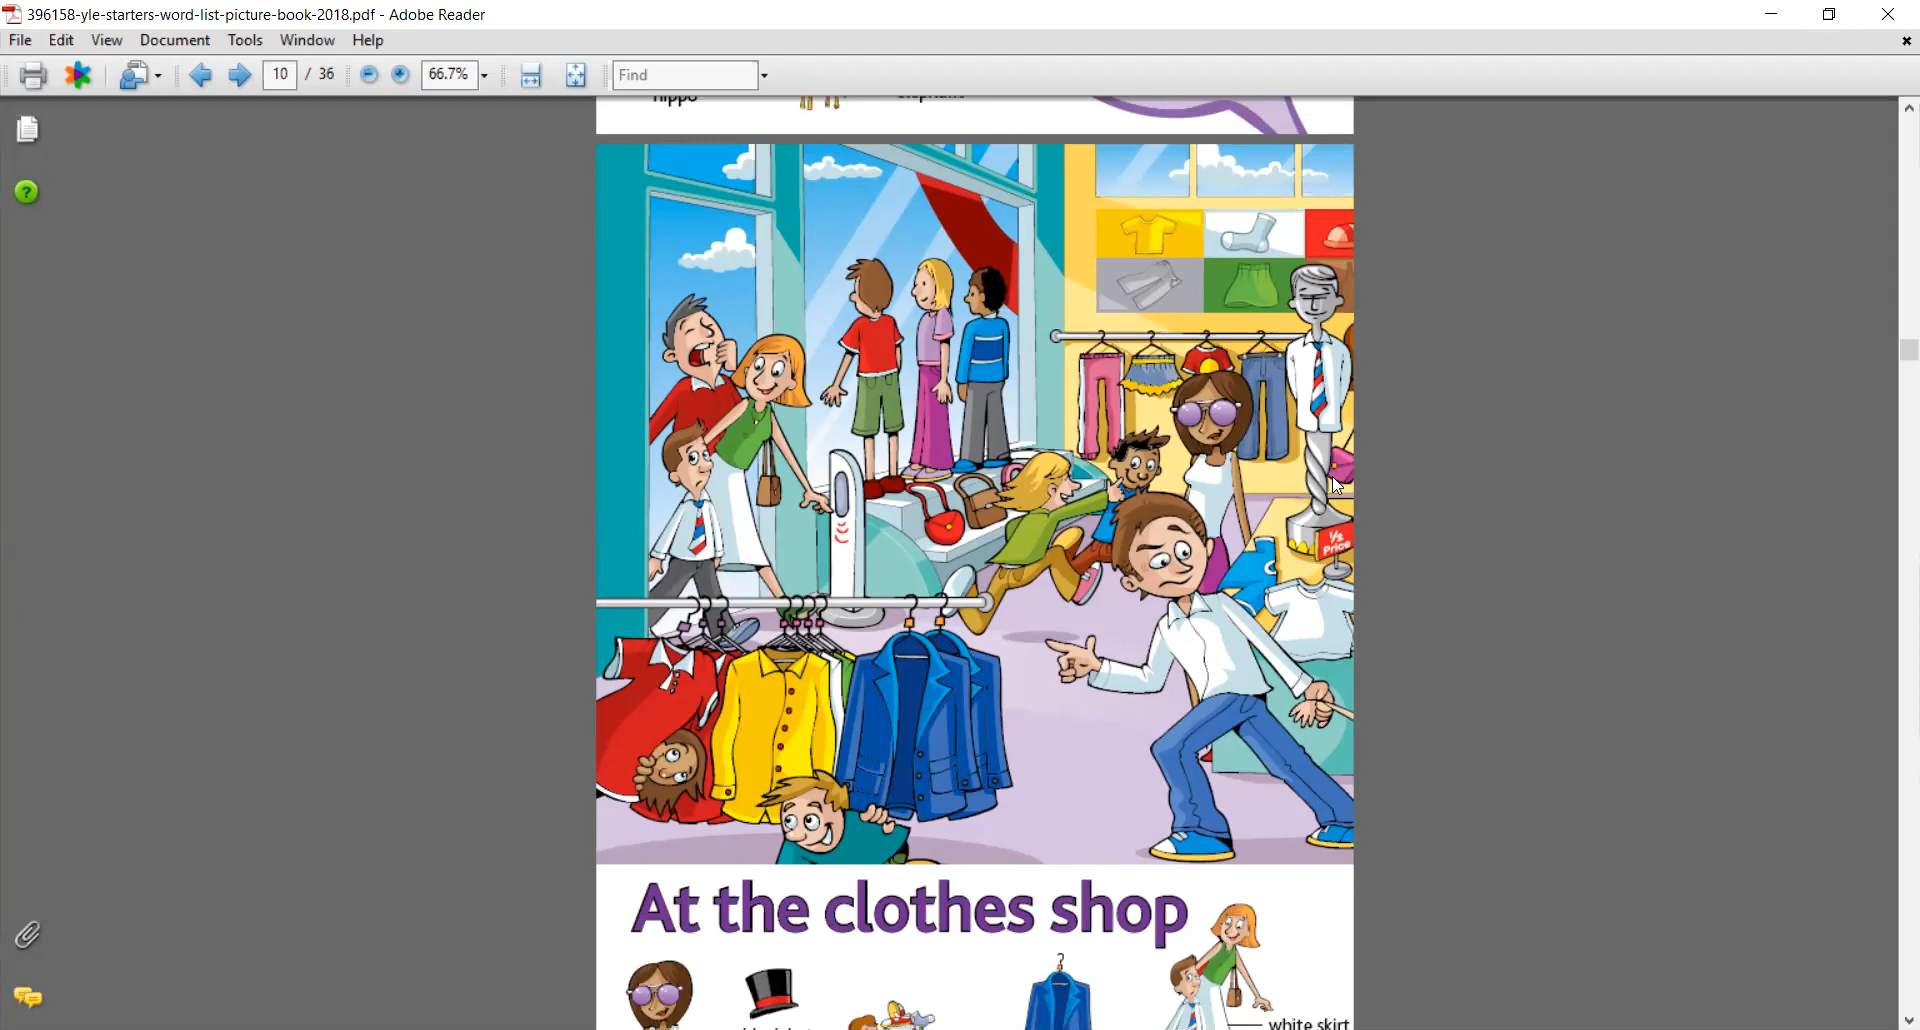 396158-yle-starters-word-list-picture-book-2018.pdf - Adobe Reader
File Edit View Document Tools Window Help
10 / 36 66.7% Find
hippo
1/2
Price
At the clothes shop
white skirt